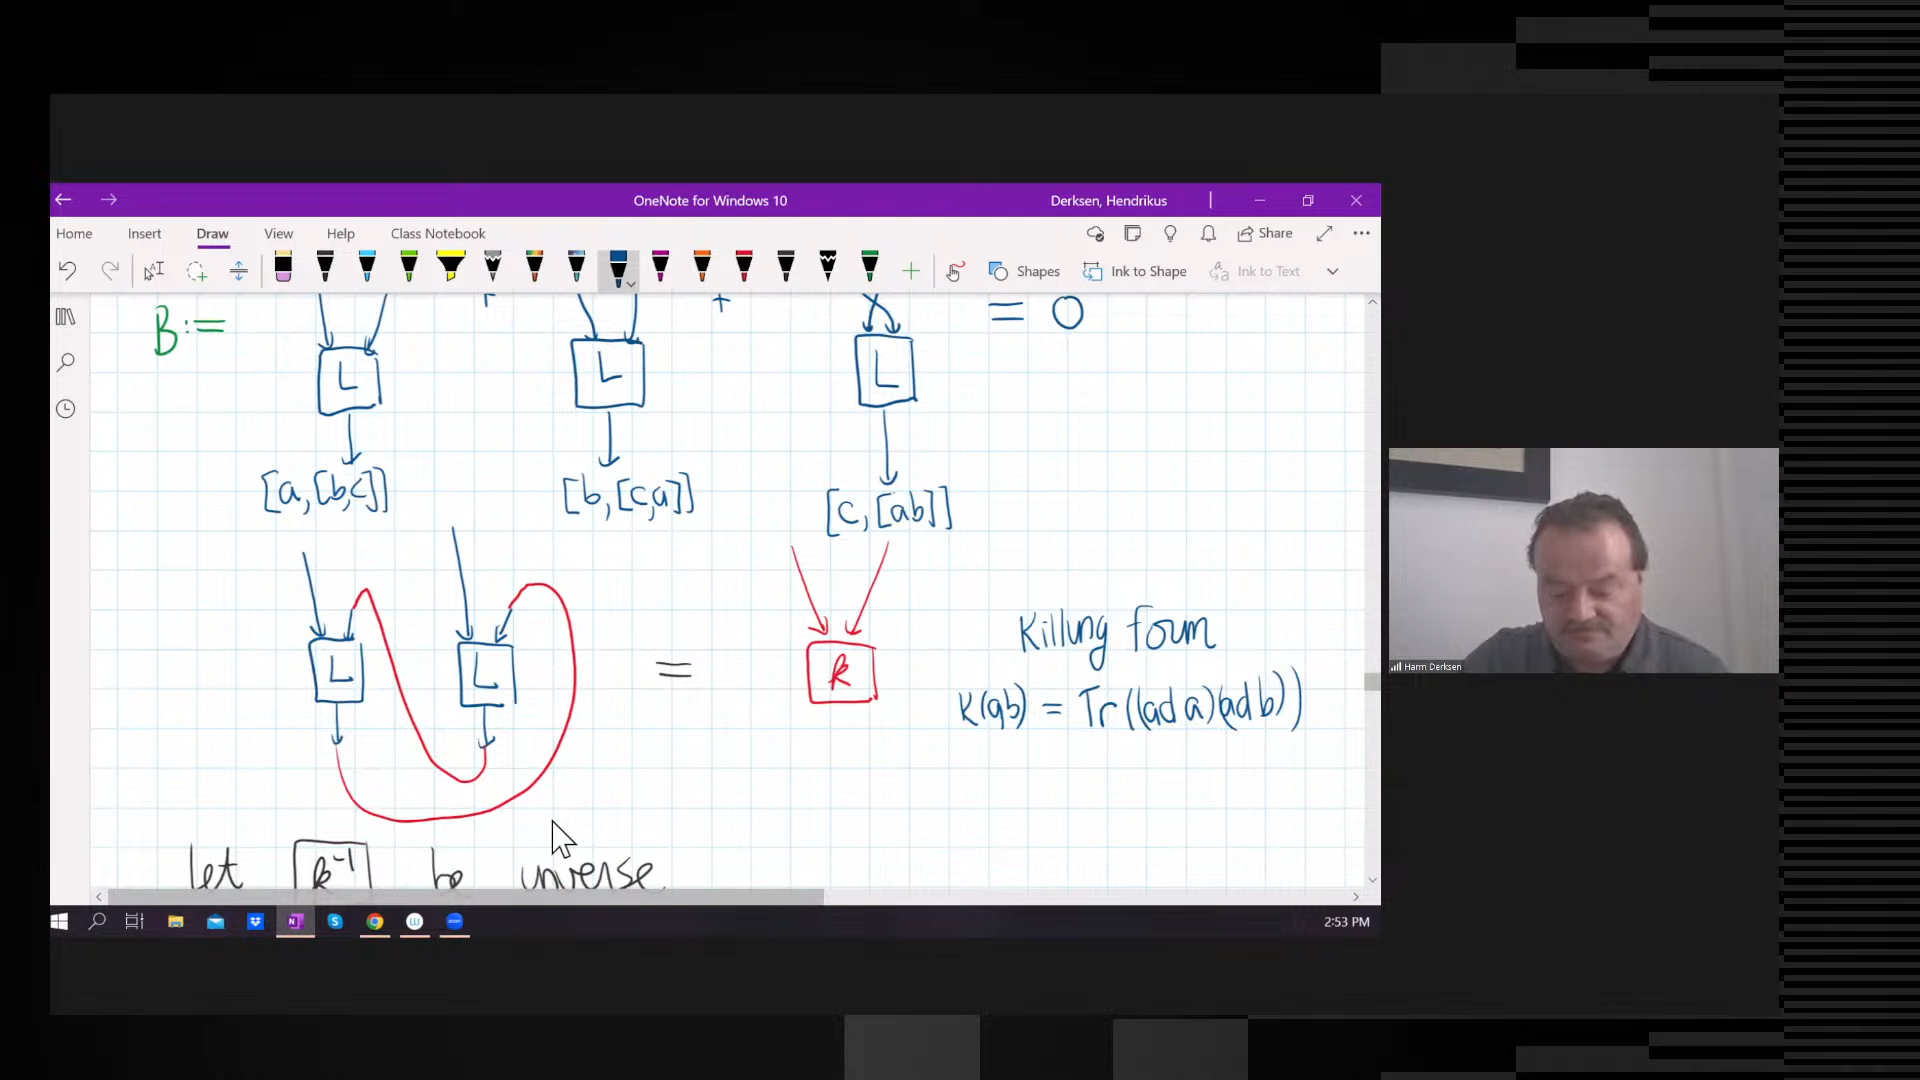 OneNote for Windows 10
Derksen, Hendrikus
Home Insert Draw View Help Class Notebook
Share
Shapes
Ink to Shape
Ink to Text
B:=
+ + = 0
L L L
[a,[b,c]] [b,[c,a]] [c,[ab]]
L L = K
Killing form
K(a,b) = Tr((ad a)(ad b))
let K⁻¹ be inverse
Harm Derksen
2:53 PM